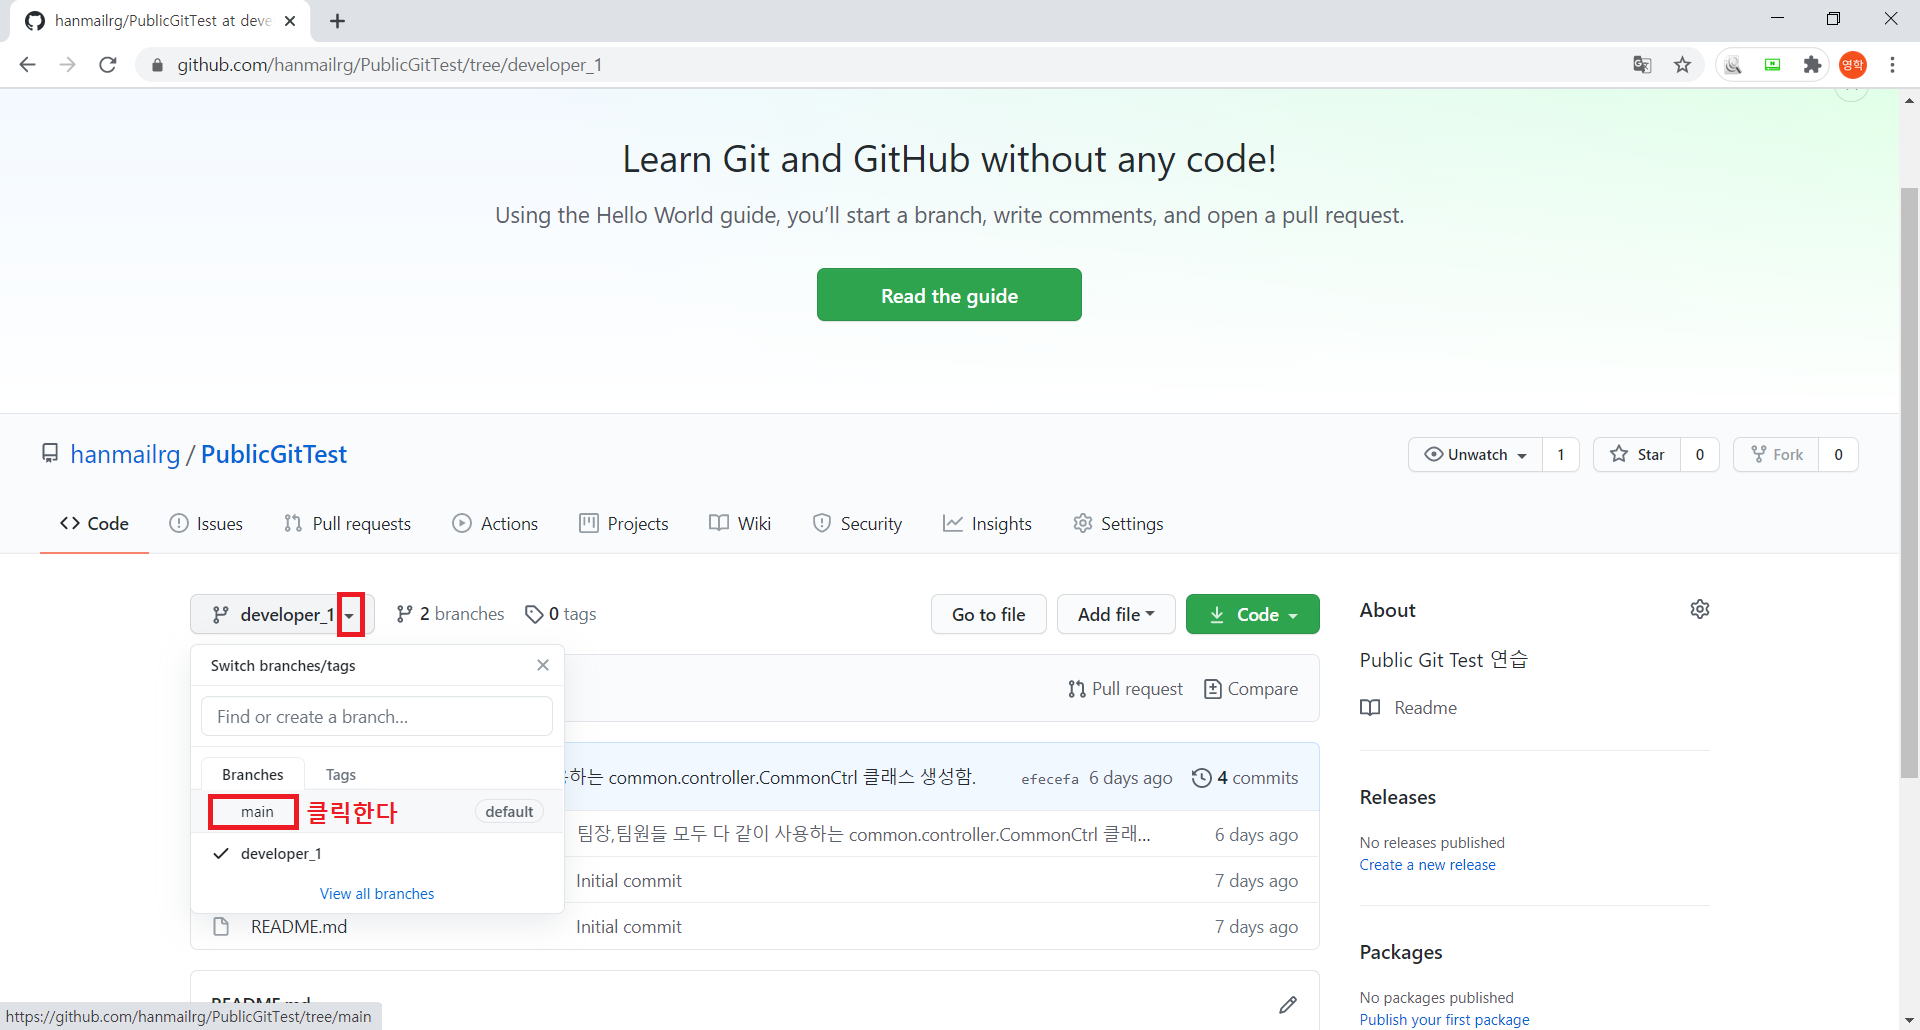 hanmailrg/PublicGitTest at deve
github.com/hanmailrg/PublicGitTest/tree/developer_1
영학
Learn Git and GitHub without any code!
Using the Hello World guide, you’ll start a branch, write comments, and open a pull request.
Read the guide
hanmailrg / PublicGitTest
Unwatch 1 Star 0 Fork 0
Code Issues Pull requests Actions Projects Wiki Security Insights Settings
developer_1 2 branches 0 tags Go to file Add file Code
Switch branches/tags
Find or create a branch...
Branches Tags
main 클릭한다 default
developer_1
View all branches
Pull request Compare
하는 common.controller.CommonCtrl 클래스 생성함. efecefa 6 days ago 4 commits
팀장,팀원들 모두 다 같이 사용하는 common.controller.CommonCtrl 클래... 6 days ago
Initial commit 7 days ago
README.md Initial commit 7 days ago
README.md
About
Public Git Test 연습
Readme
Releases
No releases published
Create a new release
Packages
No packages published
Publish your first package
https://github.com/hanmailrg/PublicGitTest/tree/main